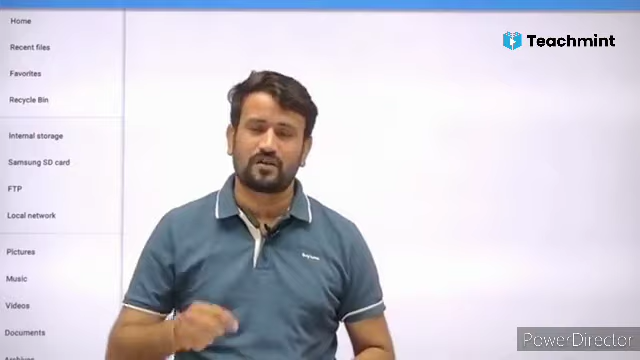 Home
Recent files
Favorites
Recycle Bin
Internal storage
Samsung SD card
FTP
Local network
Pictures
Music
Videos
Documents
Archives
Teachmint
PowerDirector